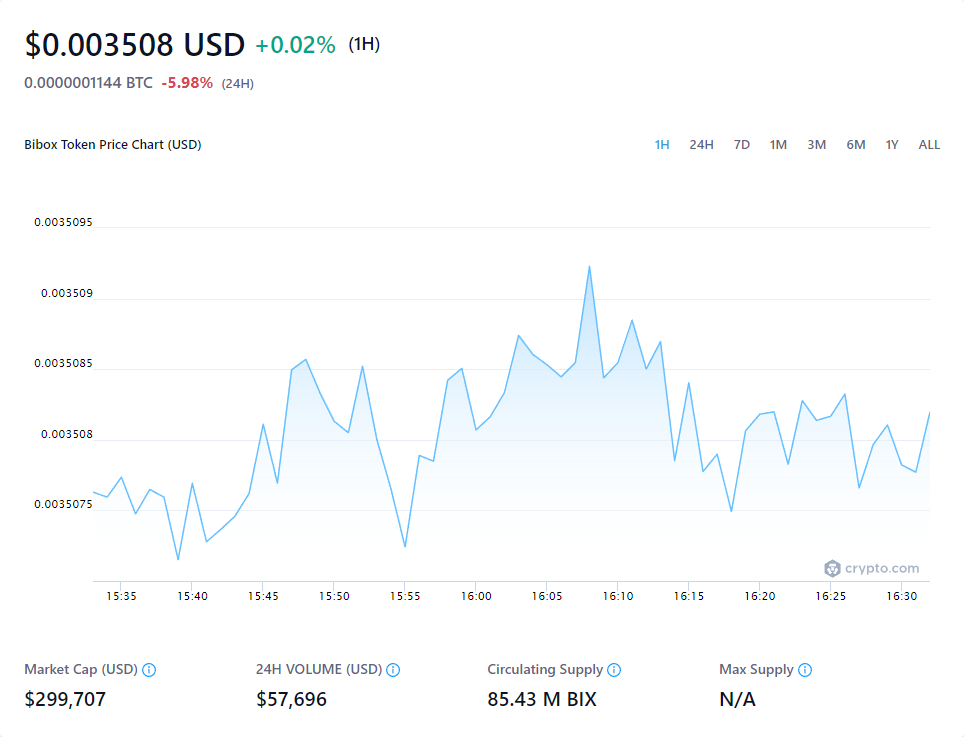 $0.003508 USD +0.02% (1H)
0.0000001144 BTC -5.98% (24H)
Bibox Token Price Chart (USD)
1H 24H 7D 1M 3M 6M 1Y ALL
0.0035095
0.003509
0.0035085
0.003508
0.0035075
crypto.com
15:35 15:40 15:45 15:50 15:55 16:00 16:05 16:10 16:15 16:20 16:25 16:30
Market Cap (USD) 24H VOLUME (USD) Circulating Supply Max Supply
$299,707 $57,696 85.43 M BIX N/A